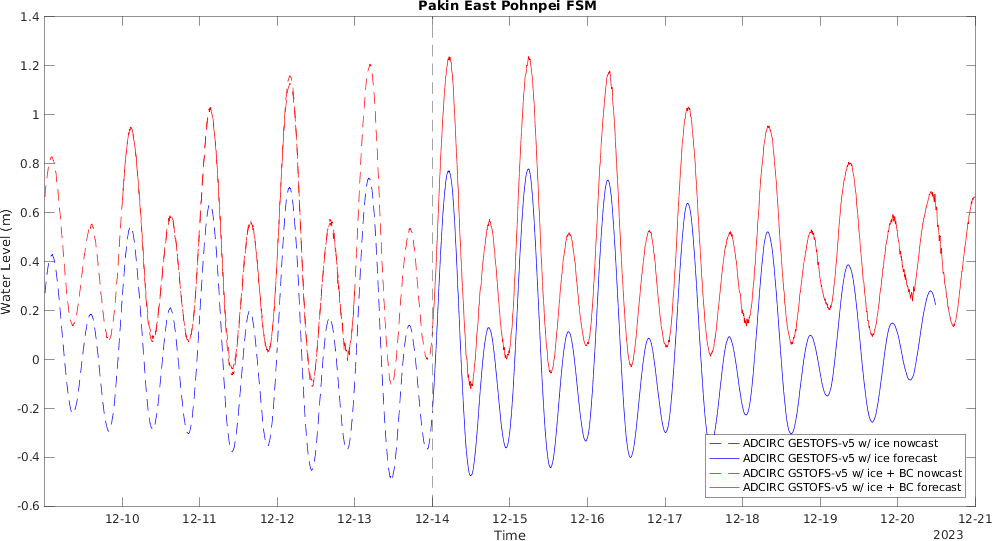 Pakin East Pohnpei FSM
Water Level (m)
1.4
1.2
1
0.8
0.6
0.4
0.2
0
-0.2
-0.4
-0.6
ADCIRC GESTOFS-v5 w/ ice nowcast
ADCIRC GESTOFS-v5 w/ ice forecast
ADCIRC GSTOFS-v5 w/ ice + BC nowcast
ADCIRC GSTOFS-v5 w/ ice + BC forecast
12-10 12-11 12-12 12-13 12-14 12-15 12-16 12-17 12-18 12-19 12-20 12-21
Time
2023